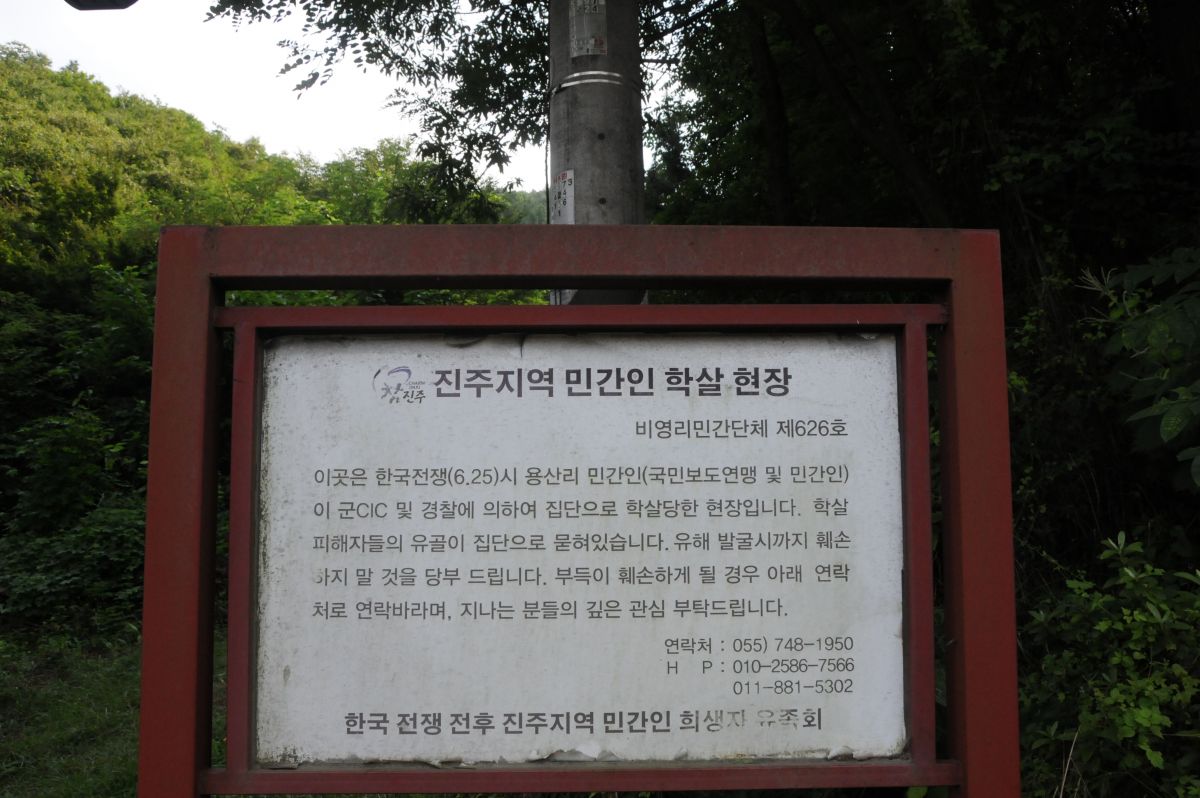 참진주 진주지역 민간인 학살 현장
비영리민간단체 제626호
이곳은 한국전쟁(6.25)시 용산리 민간인(국민보도연맹 및 민간인)
이 군CIC 및 경찰에 의하여 집단으로 학살당한 현장입니다. 학살
피해자들의 유골이 집단으로 묻혀있습니다. 유해 발굴시까지 훼손
하지 말 것을 당부 드립니다. 부득이 훼손하게 될 경우 아래 연락
처로 연락바라며, 지나는 분들의 깊은 관심 부탁드립니다.
연락처 : 055) 748-1950
H P : 010-2586-7566
011-881-5302
한국 전쟁 전후 진주지역 민간인 희생자 유족회